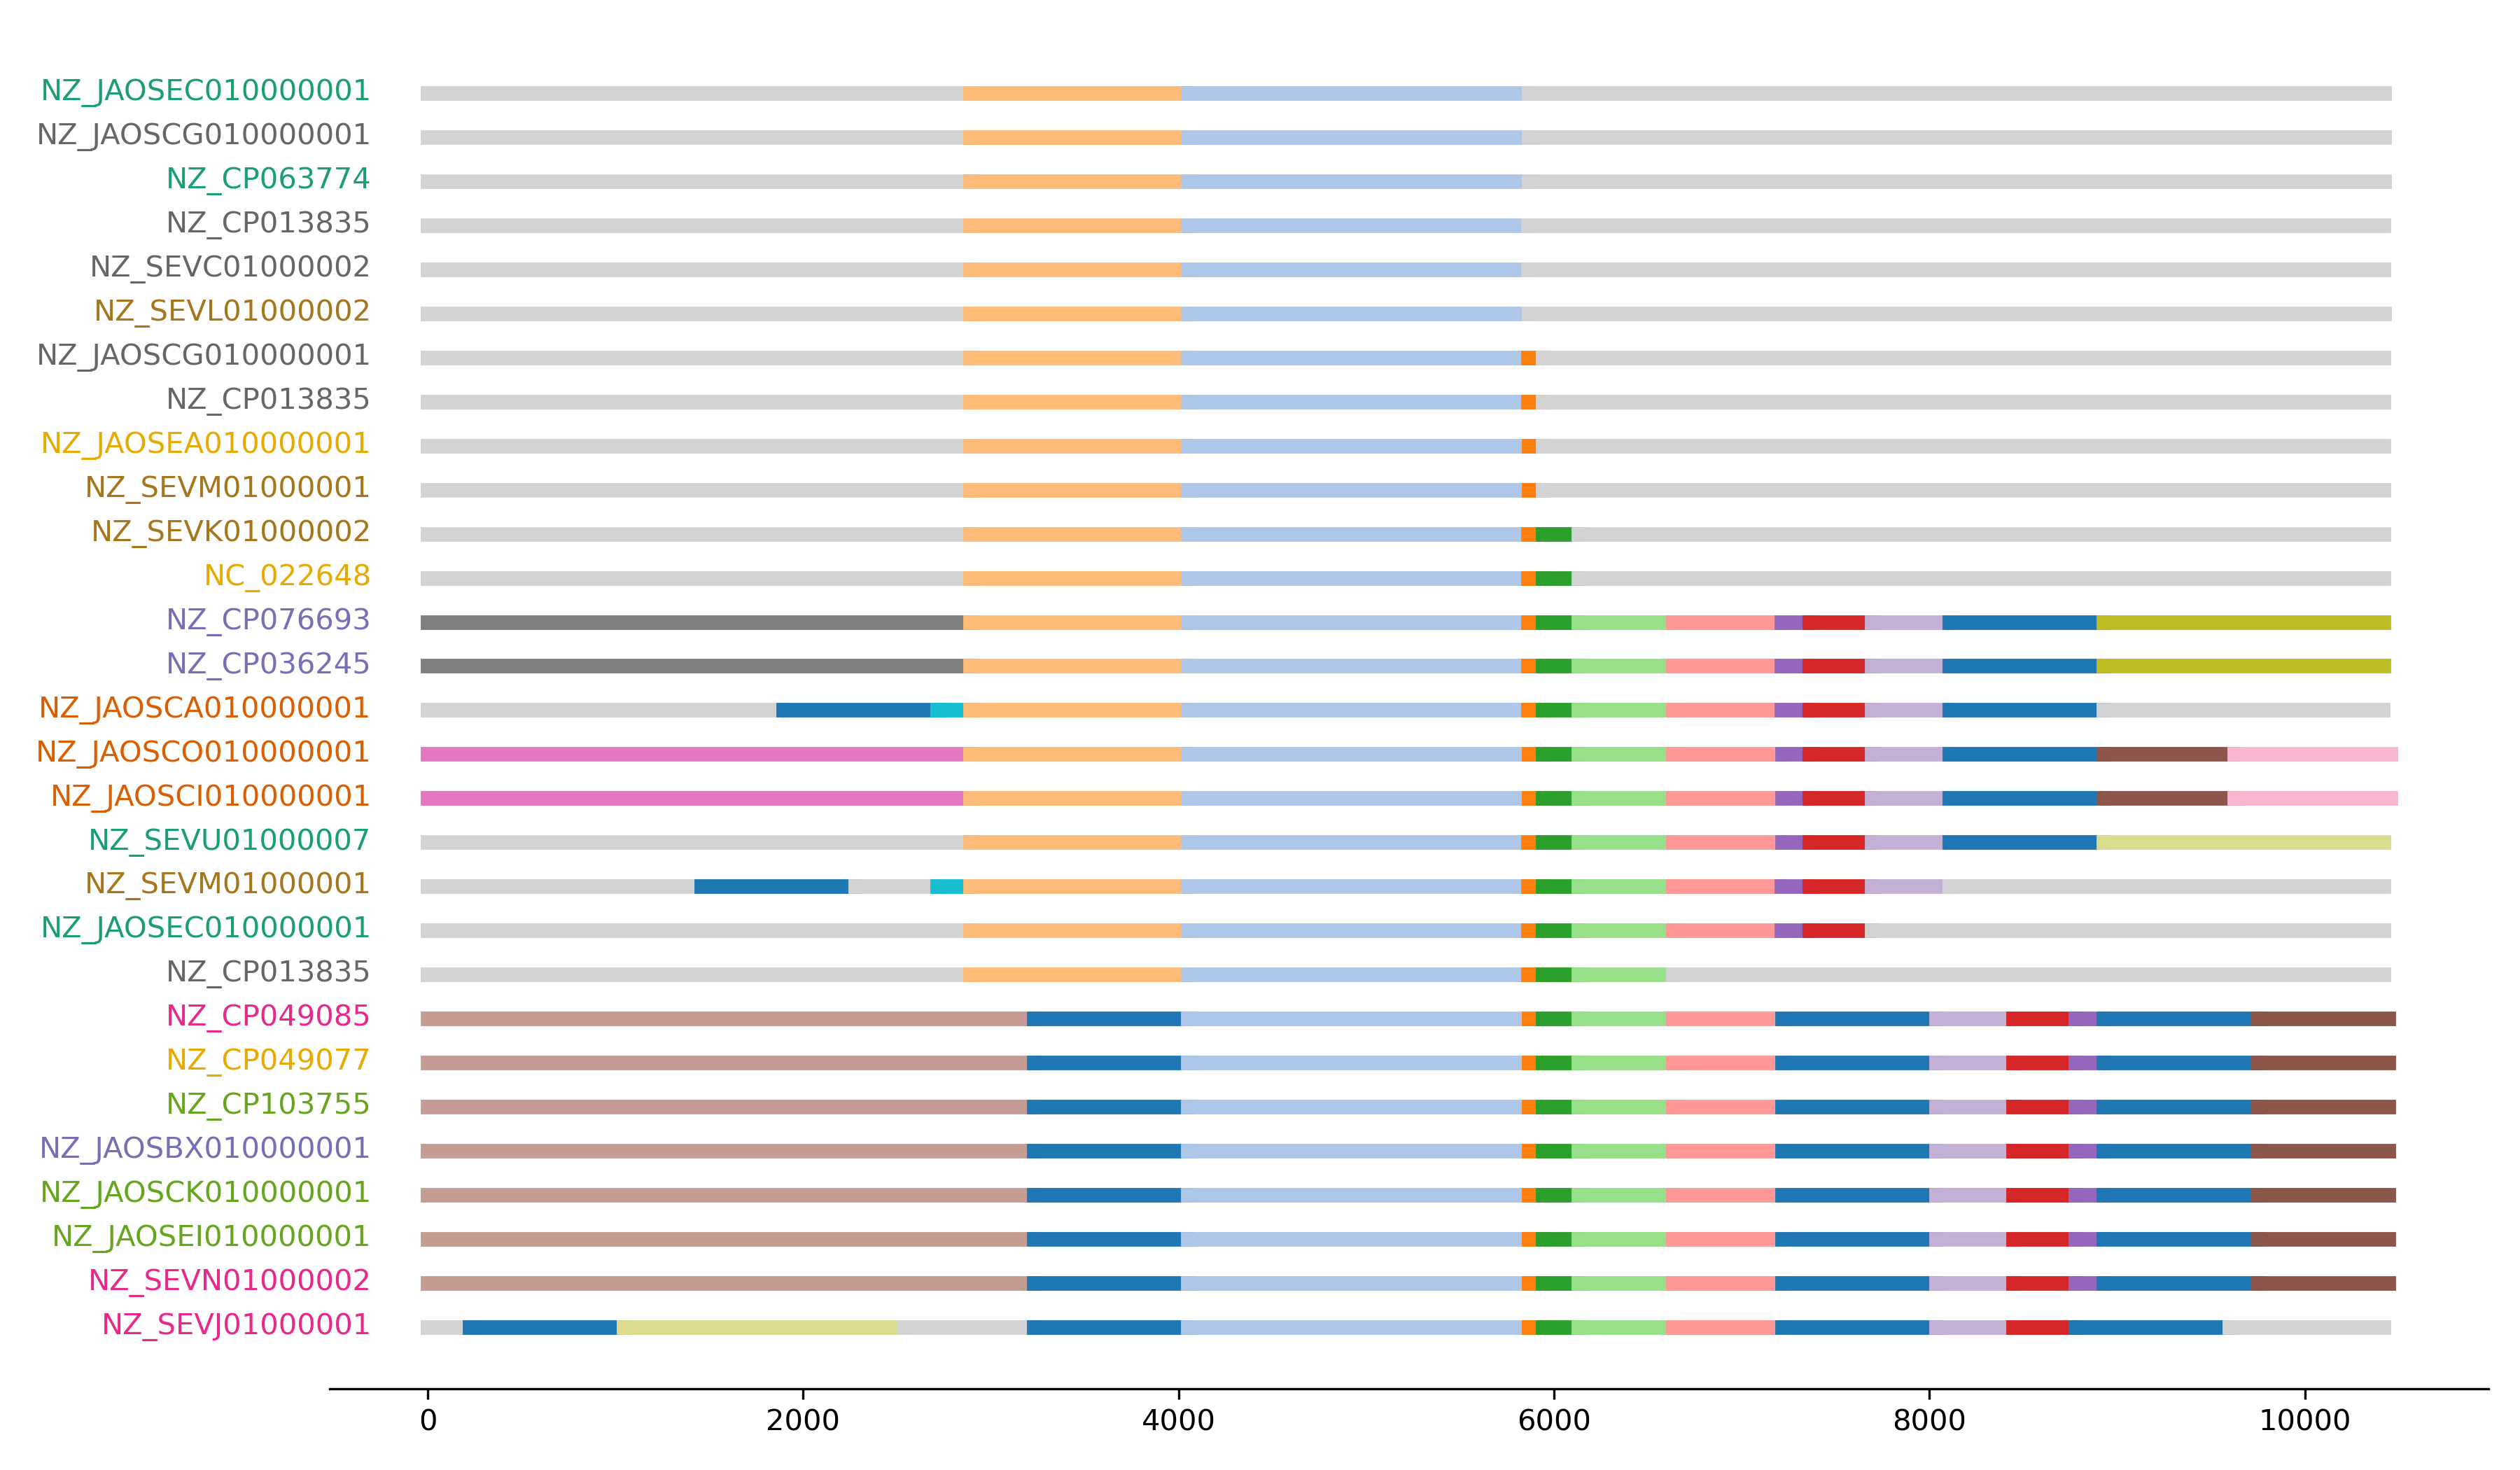 NZ_JAOSEC010000001
NZ_JAOSCG010000001
NZ_CP063774
NZ_CP013835
NZ_SEVC01000002
NZ_SEVL01000002
NZ_JAOSCG010000001
NZ_CP013835
NZ_JAOSEA010000001
NZ_SEVM01000001
NZ_SEVK01000002
NC_022648
NZ_CP076693
NZ_CP036245
NZ_JAOSCA010000001
NZ_JAOSCO010000001
NZ_JAOSCI010000001
NZ_SEVU01000007
NZ_SEVM01000001
NZ_JAOSEC010000001
NZ_CP013835
NZ_CP049085
NZ_CP049077
NZ_CP103755
NZ_JAOSBX010000001
NZ_JAOSCK010000001
NZ_JAOSEI010000001
NZ_SEVN01000002
NZ_SEVJ01000001
0 2000 4000 6000 8000 10000